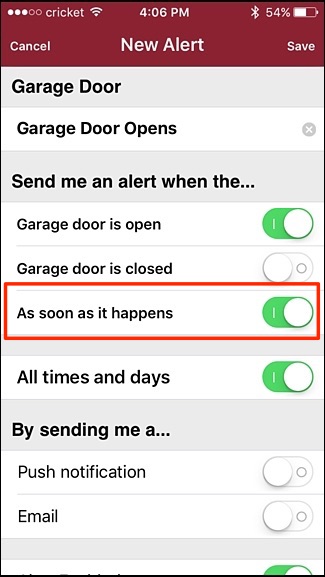 cricket 4:06 PM 54%
Cancel New Alert Save
Garage Door
Garage Door Opens
Send me an alert when the...
Garage door is open
Garage door is closed
As soon as it happens
All times and days
By sending me a...
Push notification
Email